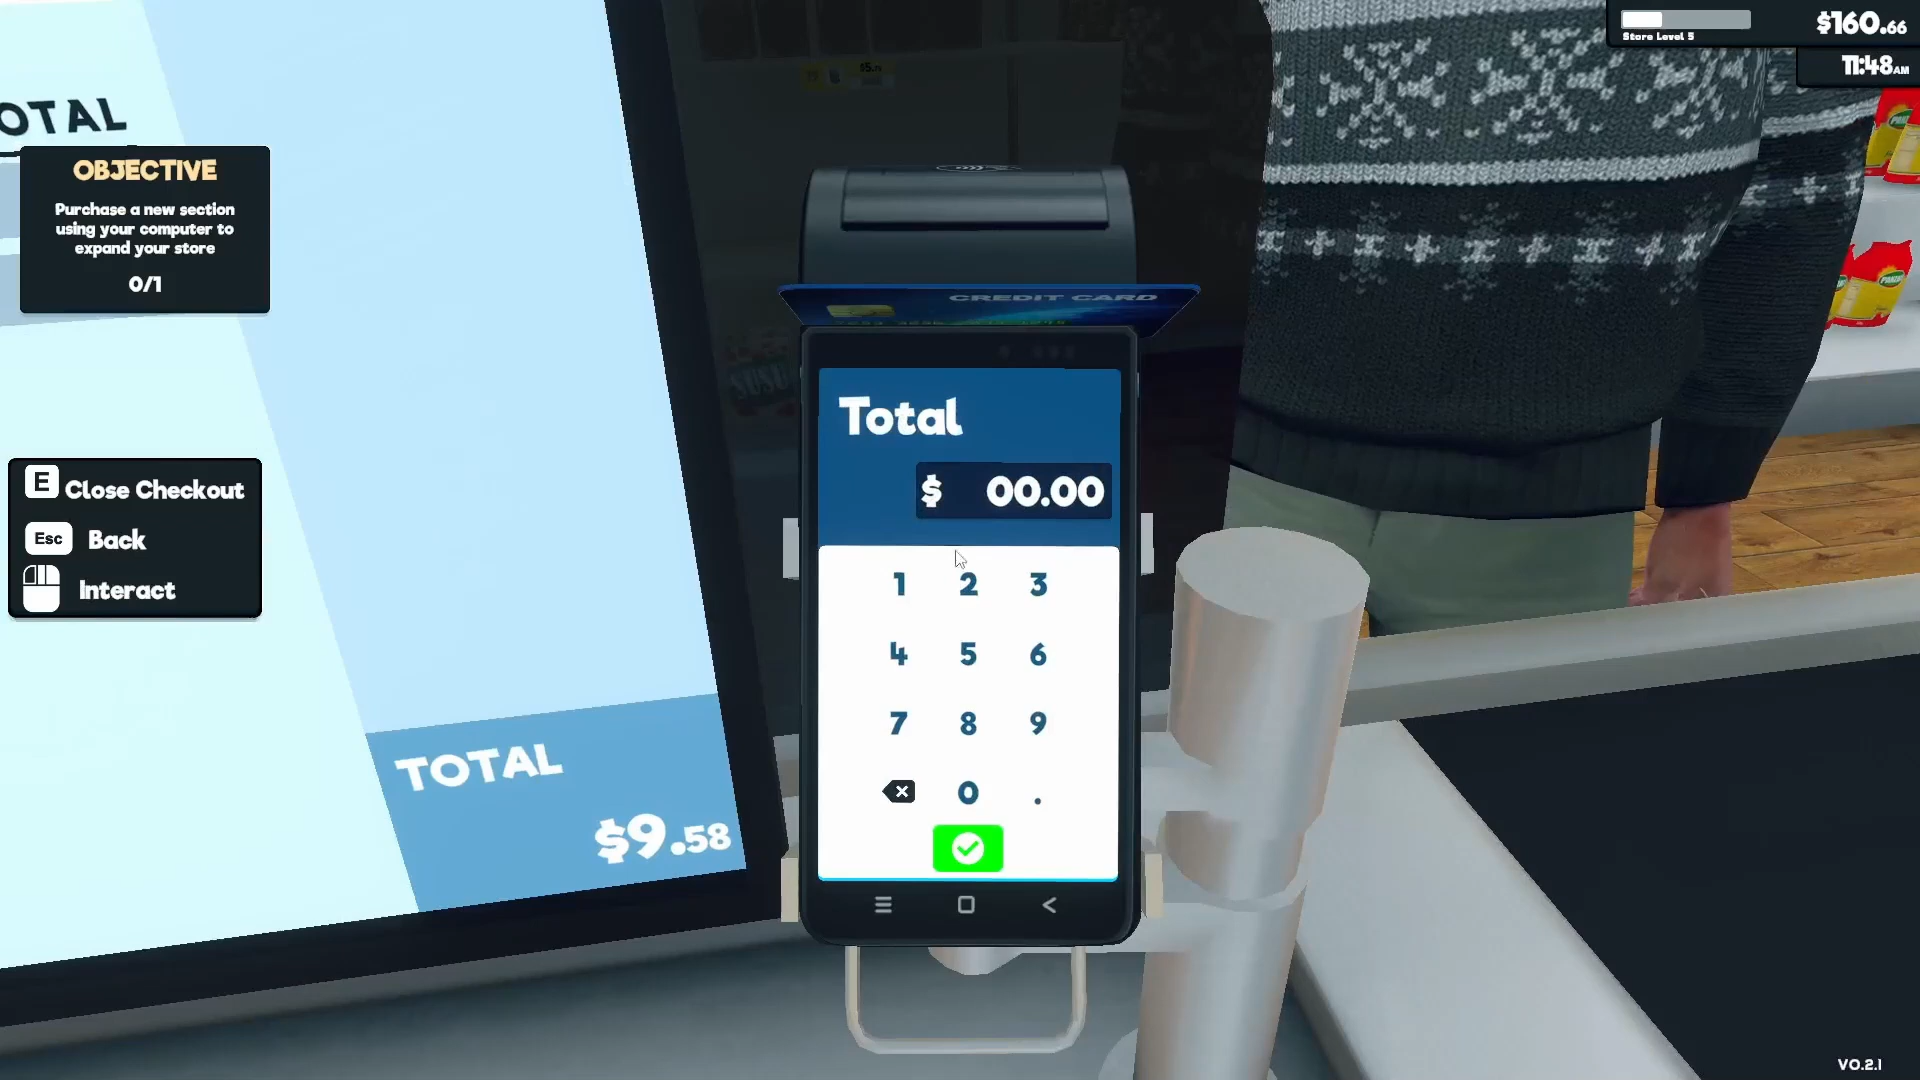 $160.66
Store Level 5
11:48AM
$5.
OTAL
OBJECTIVE
Purchase a new section
using your computer to
expand your store
0/1
E Close Checkout
Esc Back
Interact
CREDIT CARD
SUSU
Total
$ 00.00
1 2 3
4 5 6
7 8 9
0 .
TOTAL
$9.58
V0.2.1